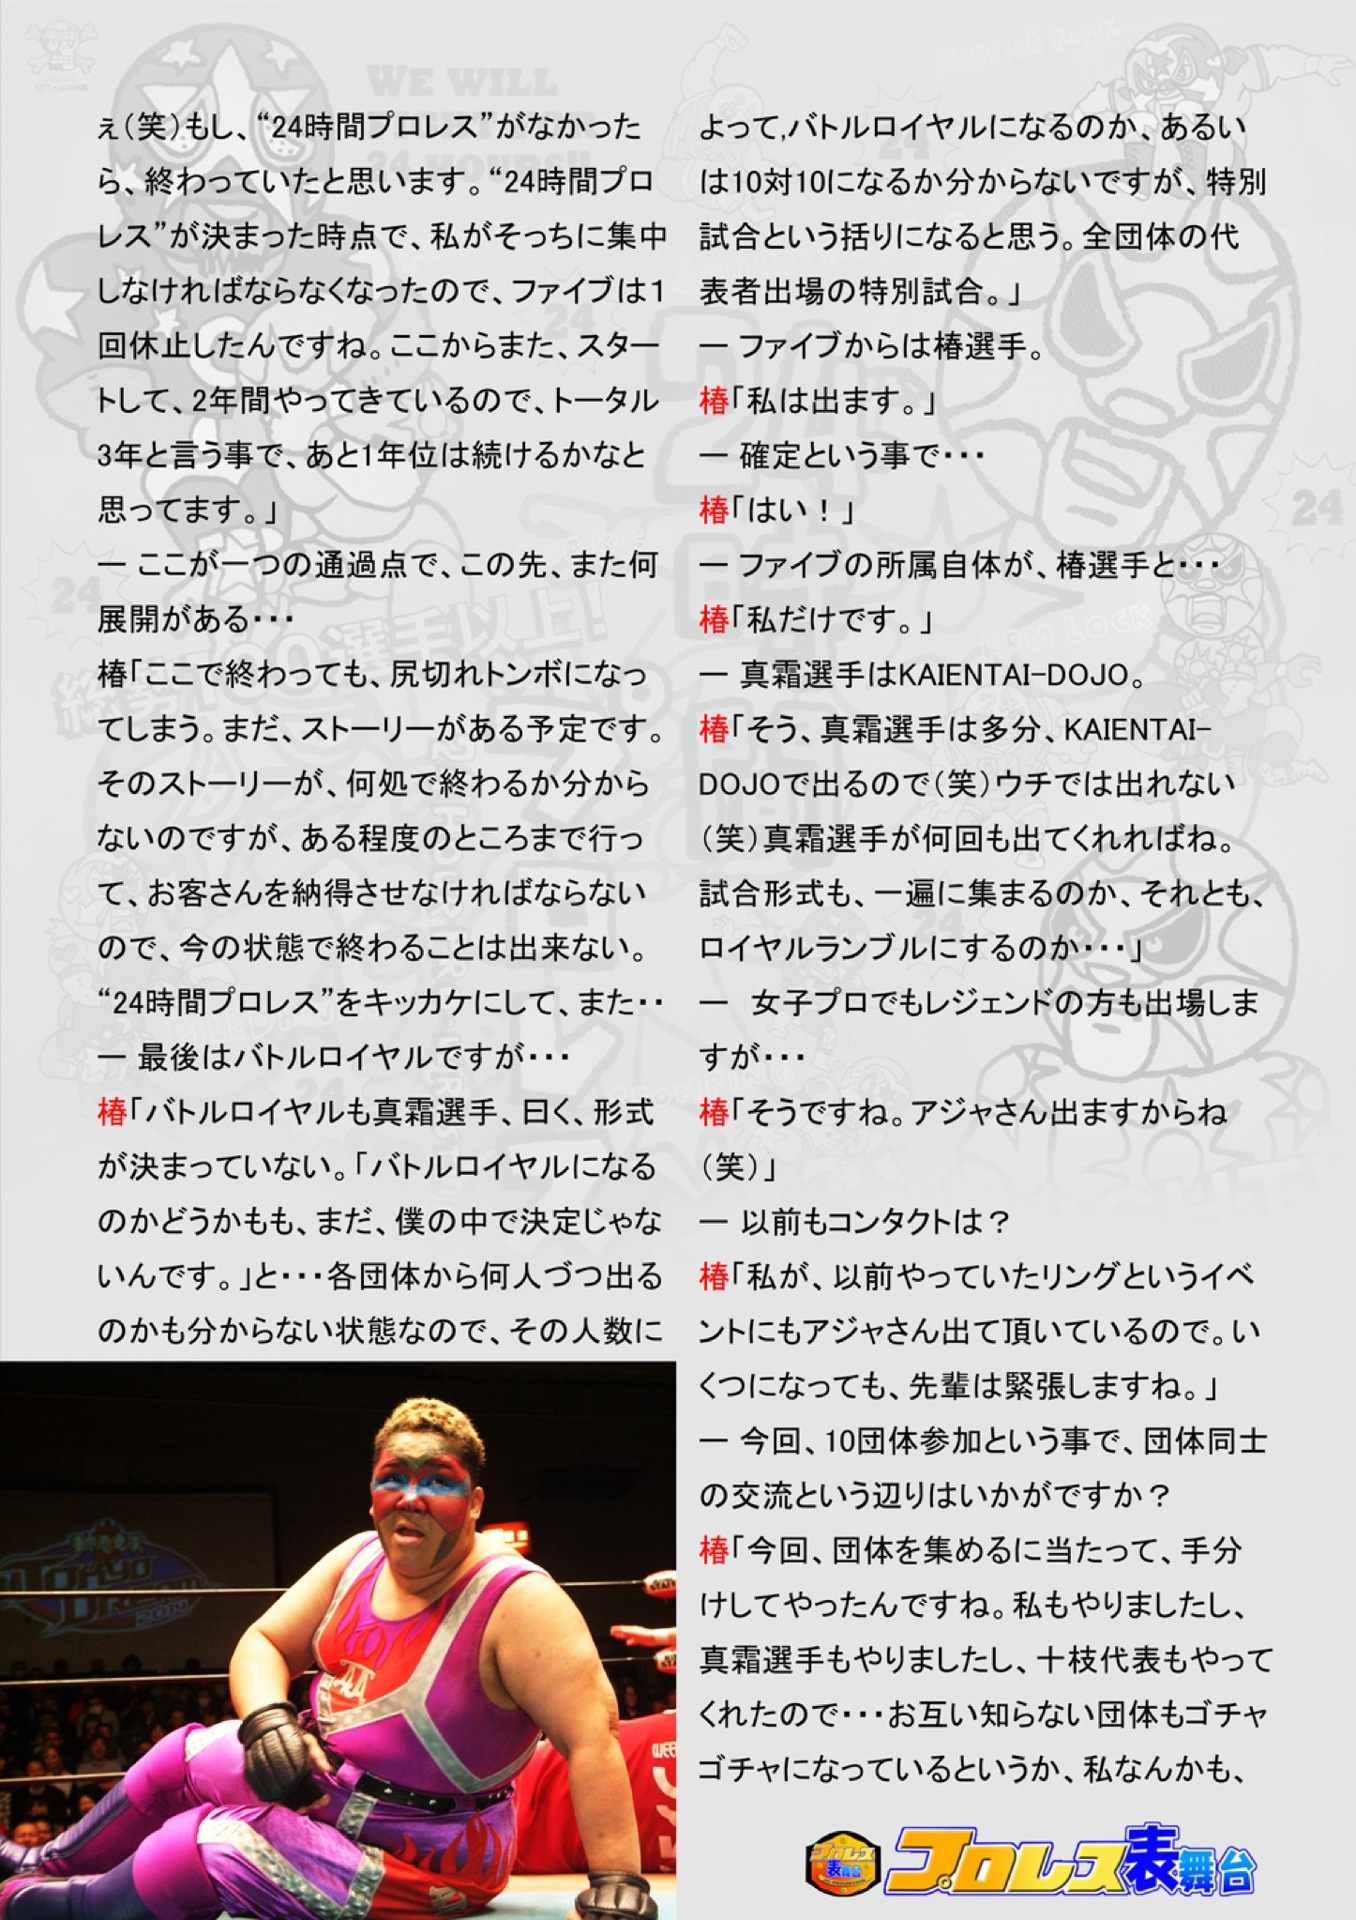 ぇ（笑）もし、“24時間プロレス”がなかった
ら、終わっていたと思います。“24時間プロ
レス”が決まった時点で、私がそっちに集中
しなければならなくなったので、ファイブは１
回休止したんですね。ここからまた、スター
トして、2年間やってきているので、トータル
3年と言う事で、あと1年位は続けるかなと
思ってます。」
― ここが一つの通過点で、この先、また何
展開がある・・・
椿「ここで終わっても、尻切れトンボになっ
てしまう。まだ、ストーリーがある予定です。
そのストーリーが、何処で終わるか分から
ないのですが、ある程度のところまで行っ
て、お客さんを納得させなければならない
ので、今の状態で終わることは出来ない。
“24時間プロレス”をキッカケにして、また・・
― 最後はバトルロイヤルですが・・・
椿「バトルロイヤルも真霜選手、曰く、形式
が決まっていない。「バトルロイヤルになる
のかどうかもも、まだ、僕の中で決定じゃな
いんです。」と・・・各団体から何人づつ出る
のかも分からない状態なので、その人数に
よって,バトルロイヤルになるのか、あるい
は10対10になるか分からないですが、特別
試合という括りになると思う。全団体の代
表者出場の特別試合。」
― ファイブからは椿選手。
椿「私は出ます。」
― 確定という事で・・・
椿「はい！」
― ファイブの所属自体が、椿選手と・・・
椿「私だけです。」
― 真霜選手はKAIENTAI-DOJO。
椿「そう、真霜選手は多分、KAIENTAI-
DOJOで出るので（笑）ウチでは出れない
（笑）真霜選手が何回も出てくれればね。
試合形式も、一遍に集まるのか、それとも、
ロイヤルランブルにするのか・・・」
―　女子プロでもレジェンドの方も出場しま
すが・・・
椿「そうですね。アジャさん出ますからね
（笑）」
― 以前もコンタクトは？
椿「私が、以前やっていたリングというイベ
ントにもアジャさん出て頂いているので。い
くつになっても、先輩は緊張しますね。」
― 今回、10団体参加という事で、団体同士
の交流という辺りはいかがですか？
椿「今回、団体を集めるに当たって、手分
けしてやったんですね。私もやりましたし、
真霜選手もやりましたし、十枝代表もやって
くれたので・・・お互い知らない団体もゴチャ
ゴチャになっているというか、私なんかも、
プロレス表舞台
WE WILL
24 HOURS!!
24
24
24
選手以上!
プロレス
表舞台
TOKYO
2014